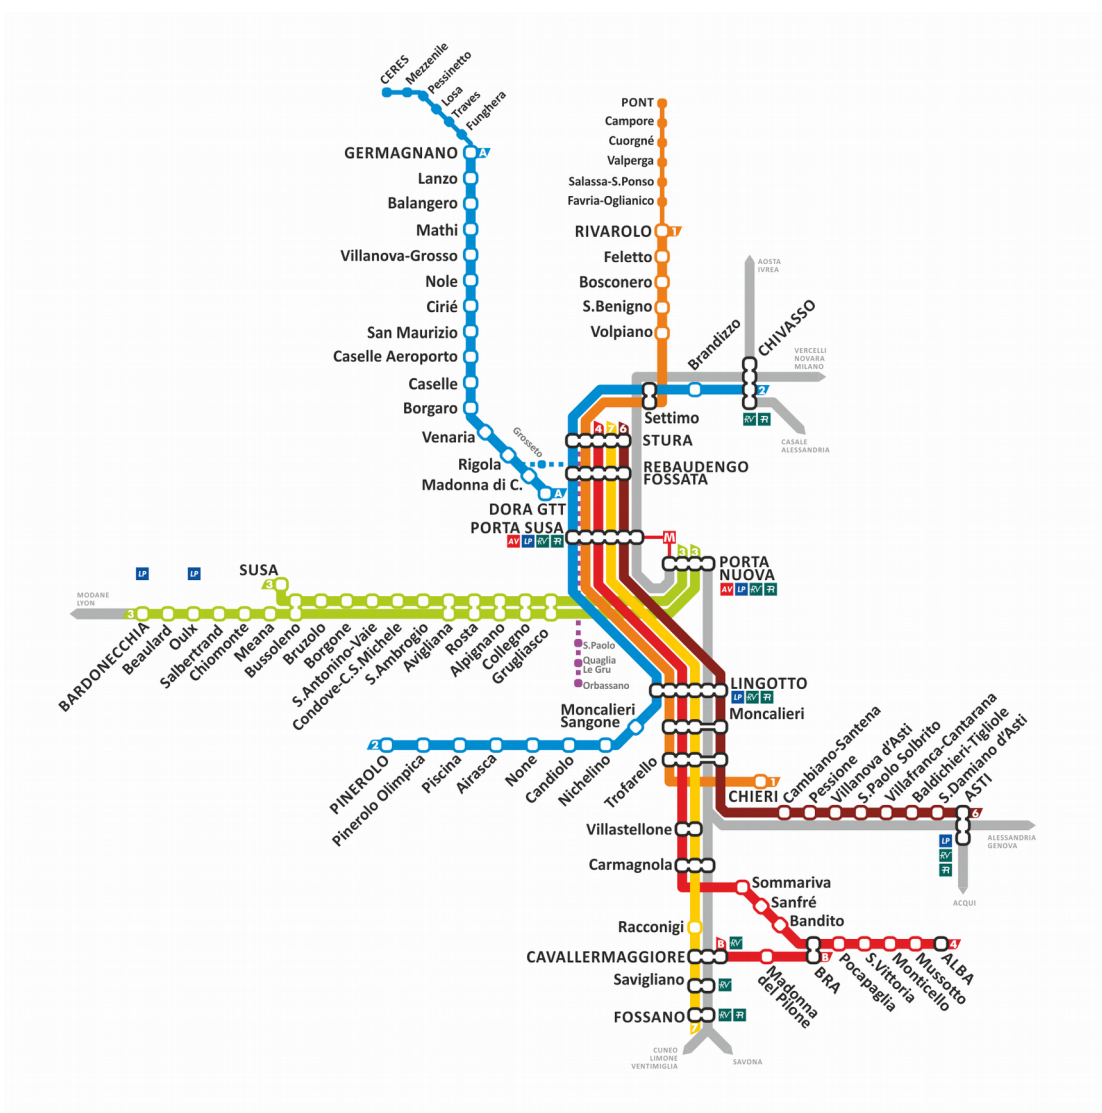 CERES
Mezzenile
Pessinetto
Losa
Traves
Funghera
GERMAGNANO
A
Lanzo
Balangero
Mathi
Villanova-Grosso
Nole
Cirié
San Maurizio
Caselle Aeroporto
Caselle
Borgaro
Venaria
Rigola
Madonna di C.
A
DORA GTT
Grosseto
PONT
Campore
Cuorgné
Valperga
Salassa-S.Ponso
Favria-Oglianico
RIVAROLO
1
Feletto
Bosconero
S.Benigno
Volpiano
AOSTA
IVREA
Brandizzo
CHIVASSO
VERCELLI
NOVARA
MILANO
2
RV R
CASALE
ALESSANDRIA
Settimo
4 7 6
STURA
REBAUDENGO
FOSSATA
PORTA SUSA
AV LP RV R
M
3 3
PORTA
NUOVA
AV LP RV R
LP
LP
SUSA
3
MODANE
LYON
3
BARDONECCHIA
Beaulard
Oulx
Salbertrand
Chiomonte
Meana
Bussoleno
Bruzolo
Borgone
S.Antonino-Vaie
Condove-C.S.Michele
S.Ambrogio
Avigliana
Rosta
Alpignano
Collegno
Grugliasco
S.Paolo
Quaglia
Le Gru
Orbassano
LINGOTTO
LP RV R
Moncalieri
Sangone
Moncalieri
2
PINEROLO
Pinerolo Olimpica
Piscina
Airasca
None
Candiolo
Nichelino
Trofarello
1
CHIERI
Cambiano-Santena
Pessione
Villanova d'Asti
S.Paolo Solbrito
Villafranca-Cantarana
Baldichieri-Tigliole
S.Damiano d'Asti
ASTI
6
LP
RV
R
ALESSANDRIA
GENOVA
ACQUI
Villastellone
Carmagnola
Sommariva
Sanfré
Bandito
Racconigi
CAVALLERMAGGIORE
B RV
Madonna
del Pilone
B
BRA
Pocapaglia
S.Vittoria
Monticello
Mussotto
ALBA
4
Savigliano
RV
FOSSANO
RV R
7
CUNEO
LIMONE
VENTIMIGLIA
SAVONA